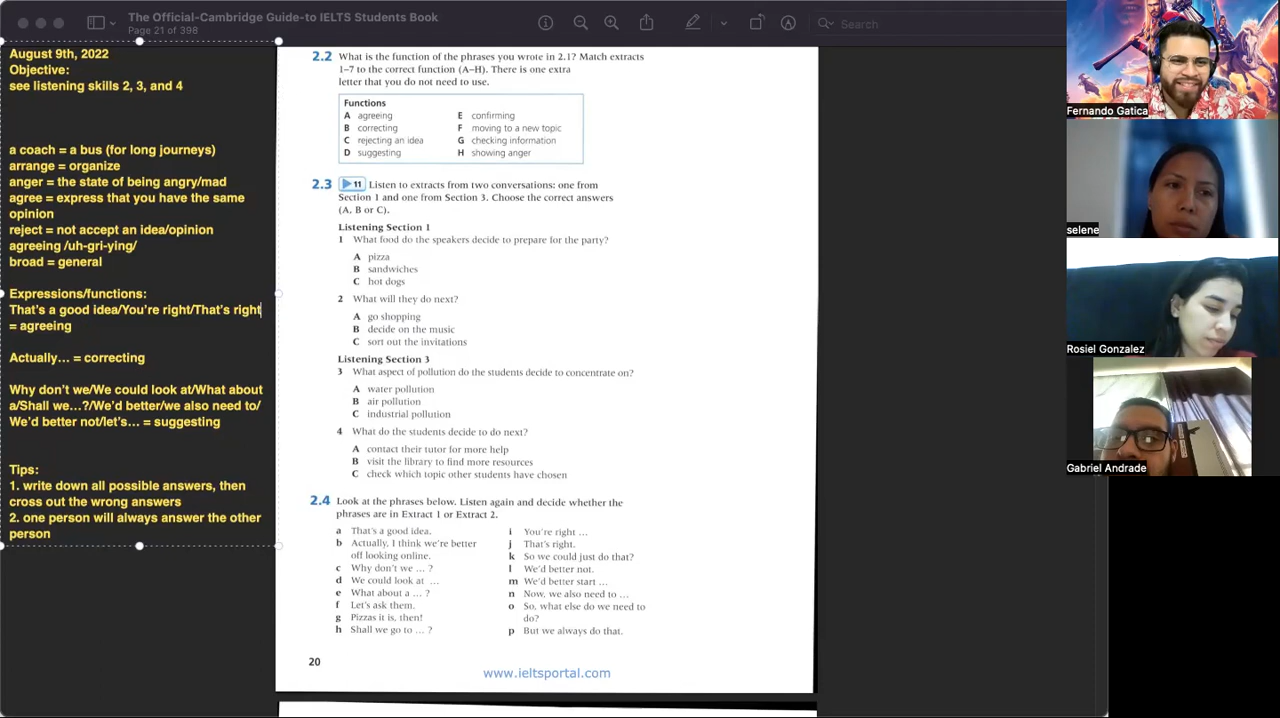 The Official-Cambridge Guide-to IELTS Students Book
Page 21 of 398
Search
August 9th, 2022
Objective:
see listening skills 2, 3, and 4
a coach = a bus (for long journeys)
arrange = organize
anger = the state of being angry/mad
agree = express that you have the same
opinion
reject = not accept an idea/opinion
agreeing /uh-gri-ying/
broad = general
Expressions/functions:
That's a good idea/You're right/That's right
= agreeing
Actually... = correcting
Why don't we/We could look at/What about
a/Shall we...?/We'd better/we also need to/
We'd better not/let's... = suggesting
Tips:
1. write down all possible answers, then
cross out the wrong answers
2. one person will always answer the other
person
2.2 What is the function of the phrases you wrote in 2.1? Match extracts
1–7 to the correct function (A–H). There is one extra
letter that you do not need to use.
Functions
A agreeing
B correcting
C rejecting an idea
D suggesting
E confirming
F moving to a new topic
G checking information
H showing anger
2.3 11 Listen to extracts from two conversations: one from
Section 1 and one from Section 3. Choose the correct answers
(A, B or C).
Listening Section 1
1 What food do the speakers decide to prepare for the party?
A pizza
B sandwiches
C hot dogs
2 What will they do next?
A go shopping
B decide on the music
C sort out the invitations
Listening Section 3
3 What aspect of pollution do the students decide to concentrate on?
A water pollution
B air pollution
C industrial pollution
4 What do the students decide to do next?
A contact their tutor for more help
B visit the library to find more resources
C check which topic other students have chosen
2.4 Look at the phrases below. Listen again and decide whether the
phrases are in Extract 1 or Extract 2.
a That's a good idea.
b Actually, I think we're better
off looking online.
c Why don't we ... ?
d We could look at ...
e What about a ... ?
f Let's ask them.
g Pizzas it is, then!
h Shall we go to ... ?
i You're right ...
j That's right.
k So we could just do that?
l We'd better not.
m We'd better start ...
n Now, we also need to ...
o So, what else do we need to
do?
p But we always do that.
20
www.ieltsportal.com
Fernando Gatica
selene
Rosiel Gonzalez
Gabriel Andrade